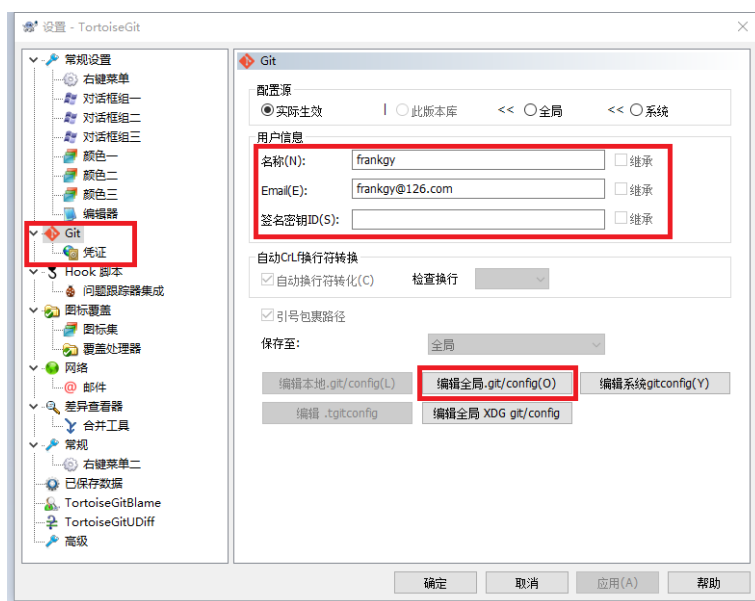 设置 - TortoiseGit
常规设置
右键菜单
对话框组一
对话框组二
对话框组三
颜色一
颜色二
颜色三
编辑器
Git
凭证
Hook 脚本
问题跟踪器集成
图标覆盖
图标集
覆盖处理器
网络
邮件
差异查看器
合并工具
常规
右键菜单二
已保存数据
TortoiseGitBlame
TortoiseGitUDiff
高级
Git
配置源
实际生效 | 此版本库 << 全局 << 系统
用户信息
名称(N): frankgy 继承
Email(E): frankgy@126.com 继承
签名密钥ID(S): 继承
自动CrLf换行符转换
自动换行符转化(C) 检查换行
引号包裹路径
保存至: 全局
编辑本地.git/config(L) 编辑全局.git/config(O) 编辑系统gitconfig(Y)
编辑 .tgitconfig 编辑全局 XDG git/config
确定 取消 应用(A) 帮助